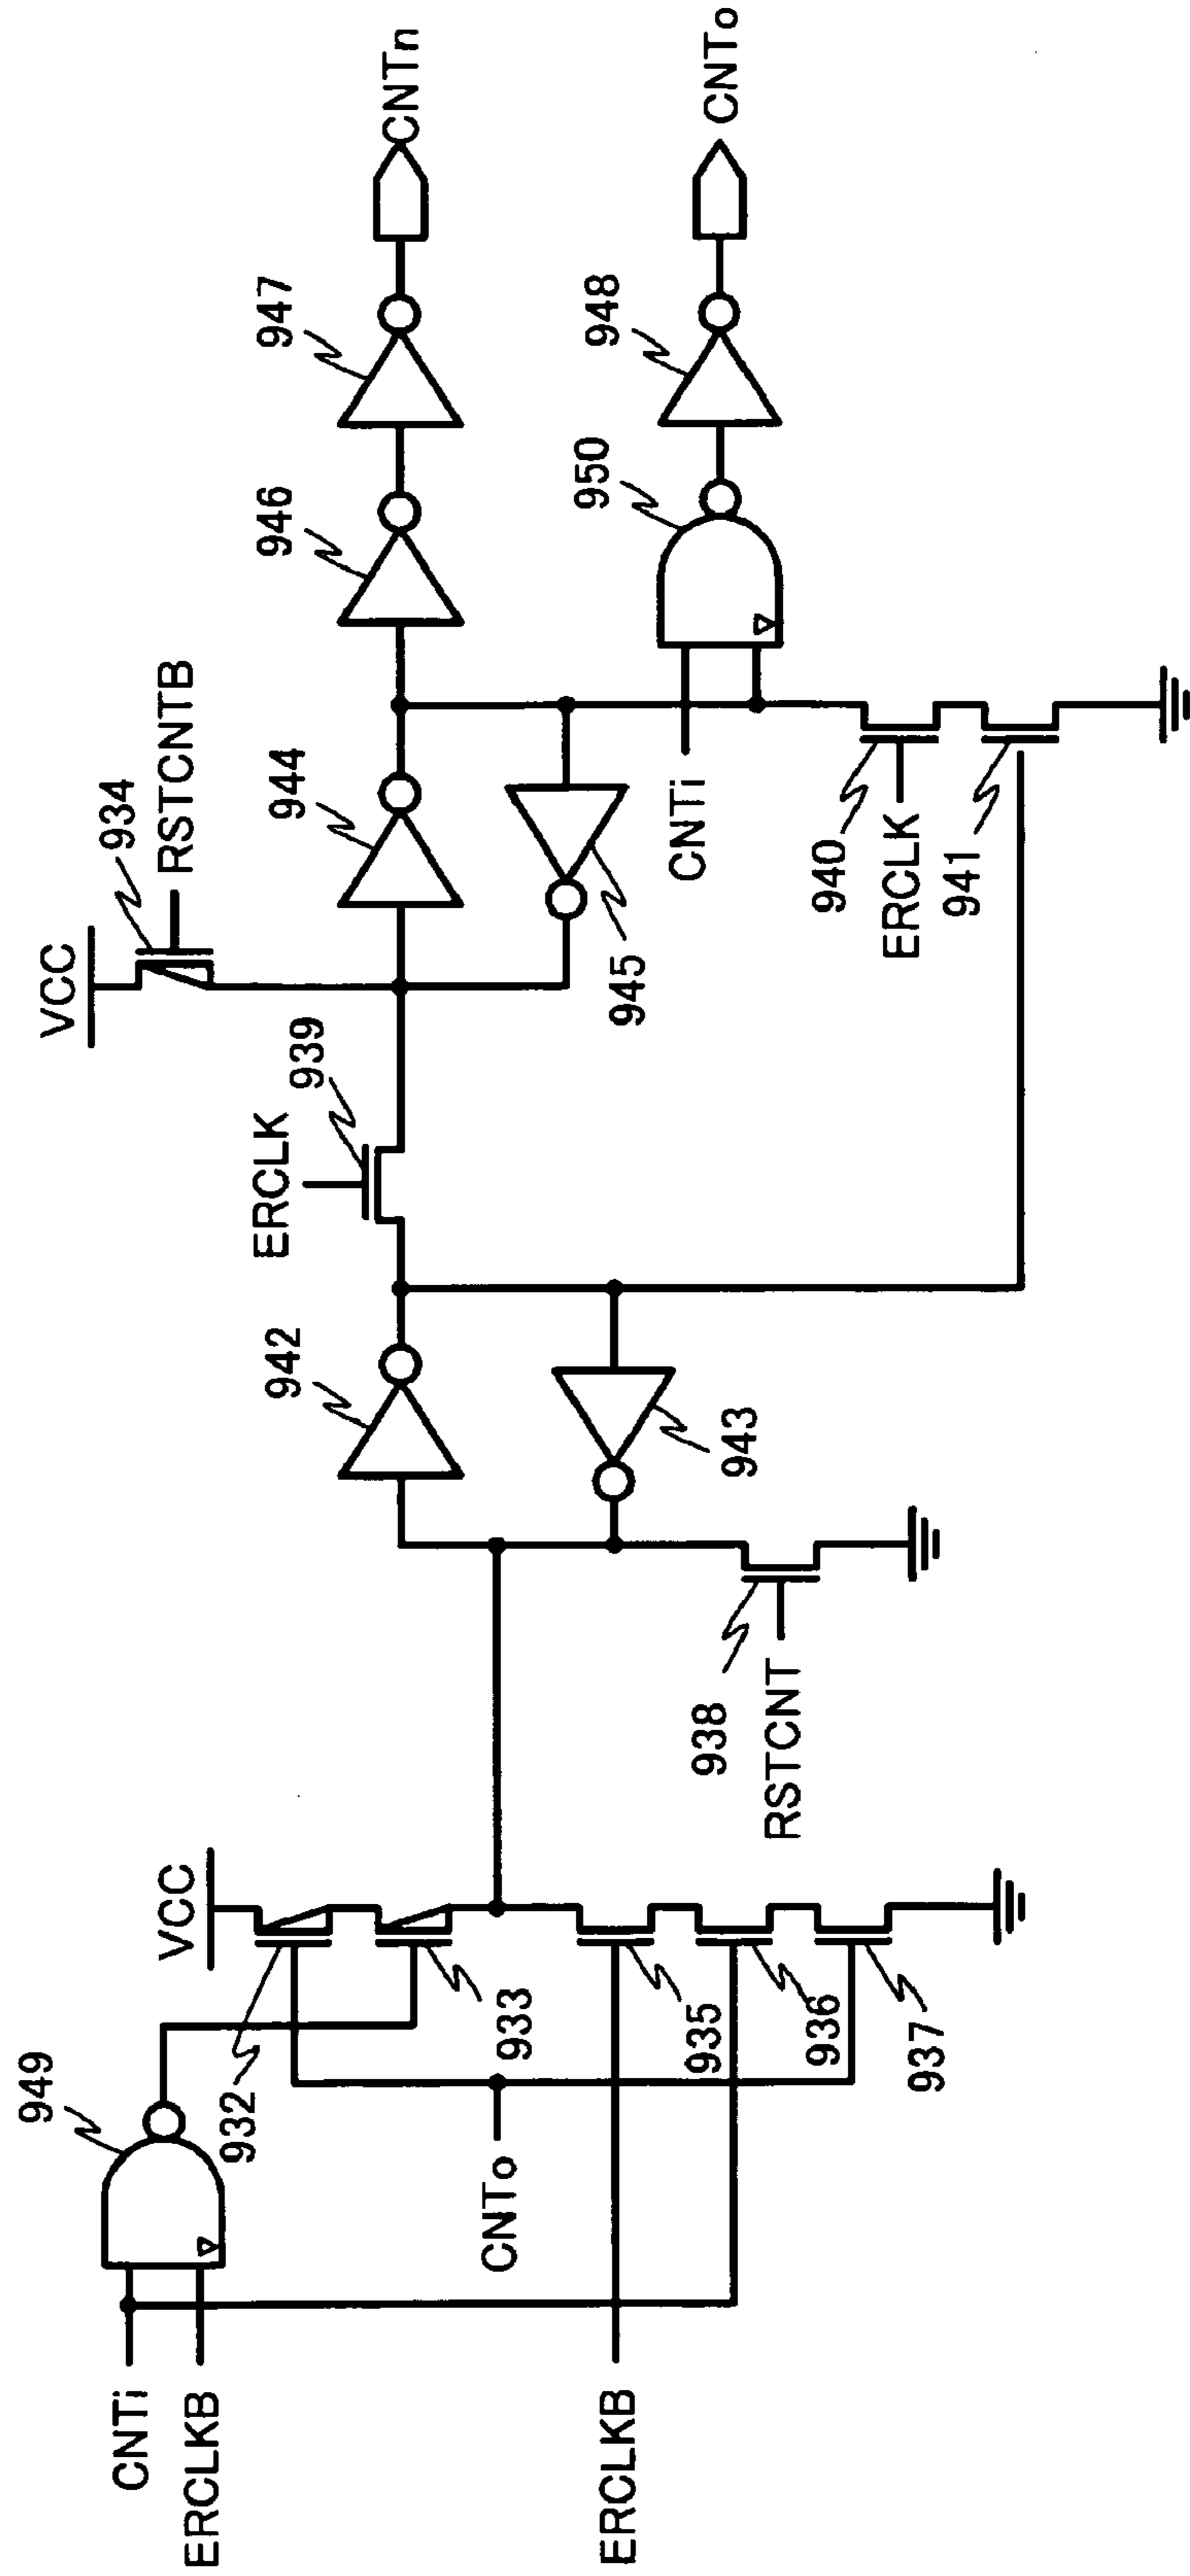 949
CNTi
ERCLKB
VCC
932
933
CNTo
935
936
937
ERCLKB
942
943
938
RSTCNT
ERCLK
939
VCC
934
RSTCNTB
944
945
CNTi
940
ERCLK
941
946
947
CNTn
950
948
CNTo